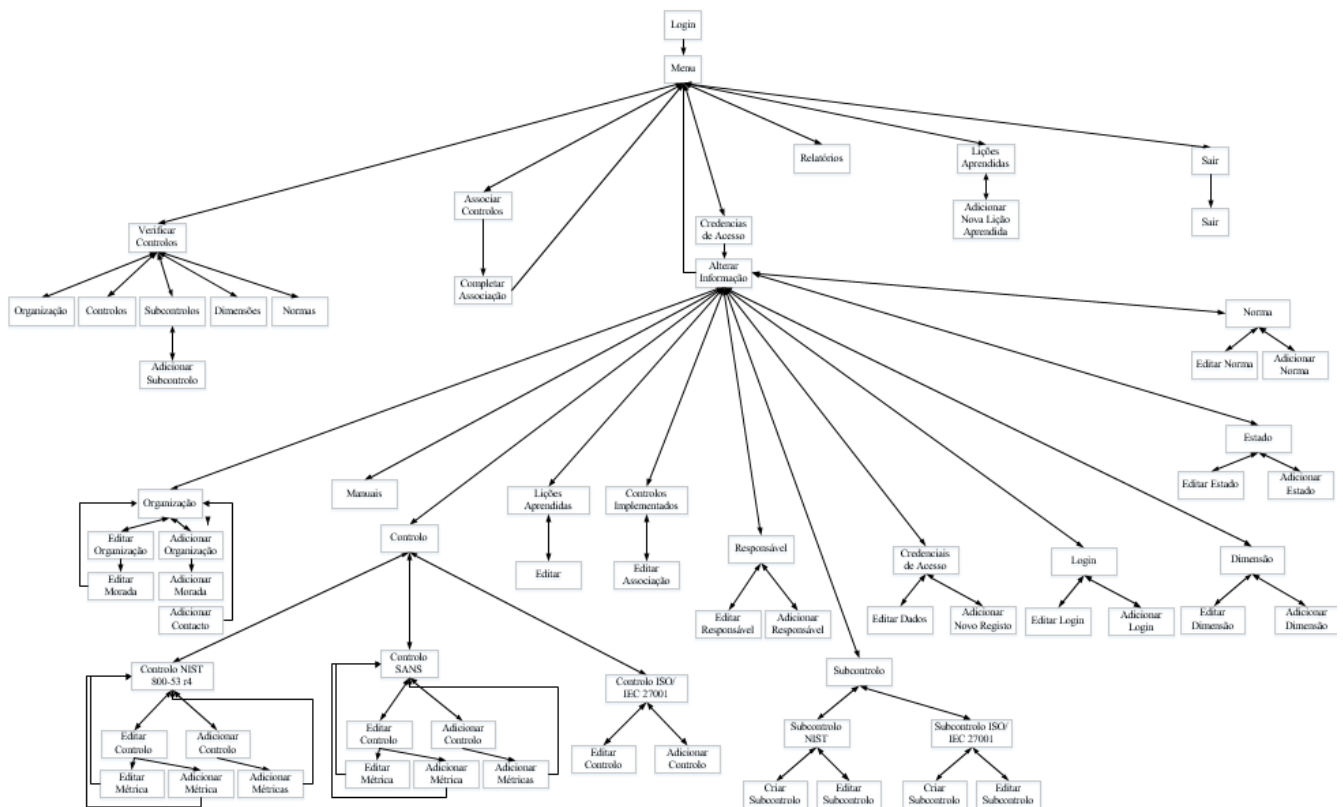 Login
Menu
Relatórios
Lições
Aprendidas
Sair
Associar
Controlos
Adicionar
Nova Lição
Aprendida
Credencias
de Acesso
Sair
Verificar
Controlos
Alterar
Informação
Completar
Associação
Organização
Controlos
Subcontrolos
Dimensões
Normas
Norma
Adicionar
Subcontrolo
Editar Norma
Adicionar
Norma
Estado
Editar Estado
Adicionar
Estado
Organização
Manuais
Lições
Aprendidas
Controlos
Implementados
Editar
Organização
Adicionar
Organização
Controlo
Responsável
Credenciais
de Acesso
Login
Dimensão
Editar
Morada
Adicionar
Morada
Editar
Editar
Associação
Adicionar
Contacto
Editar
Responsável
Adicionar
Responsável
Editar Dados
Adicionar
Novo Registo
Editar Login
Adicionar
Login
Editar
Dimensão
Adicionar
Dimensão
Controlo NIST
800-53 r4
Controlo
SANS
Controlo ISO/
IEC 27001
Subcontrolo
Editar
Controlo
Adicionar
Controlo
Editar
Controlo
Adicionar
Controlo
Editar
Controlo
Adicionar
Controlo
Subcontrolo
NIST
Subcontrolo ISO/
IEC 27001
Editar
Métrica
Adicionar
Métrica
Adicionar
Métricas
Editar
Métrica
Adicionar
Métrica
Adicionar
Métricas
Criar
Subcontrolo
Editar
Subcontrolo
Criar
Subcontrolo
Editar
Subcontrolo